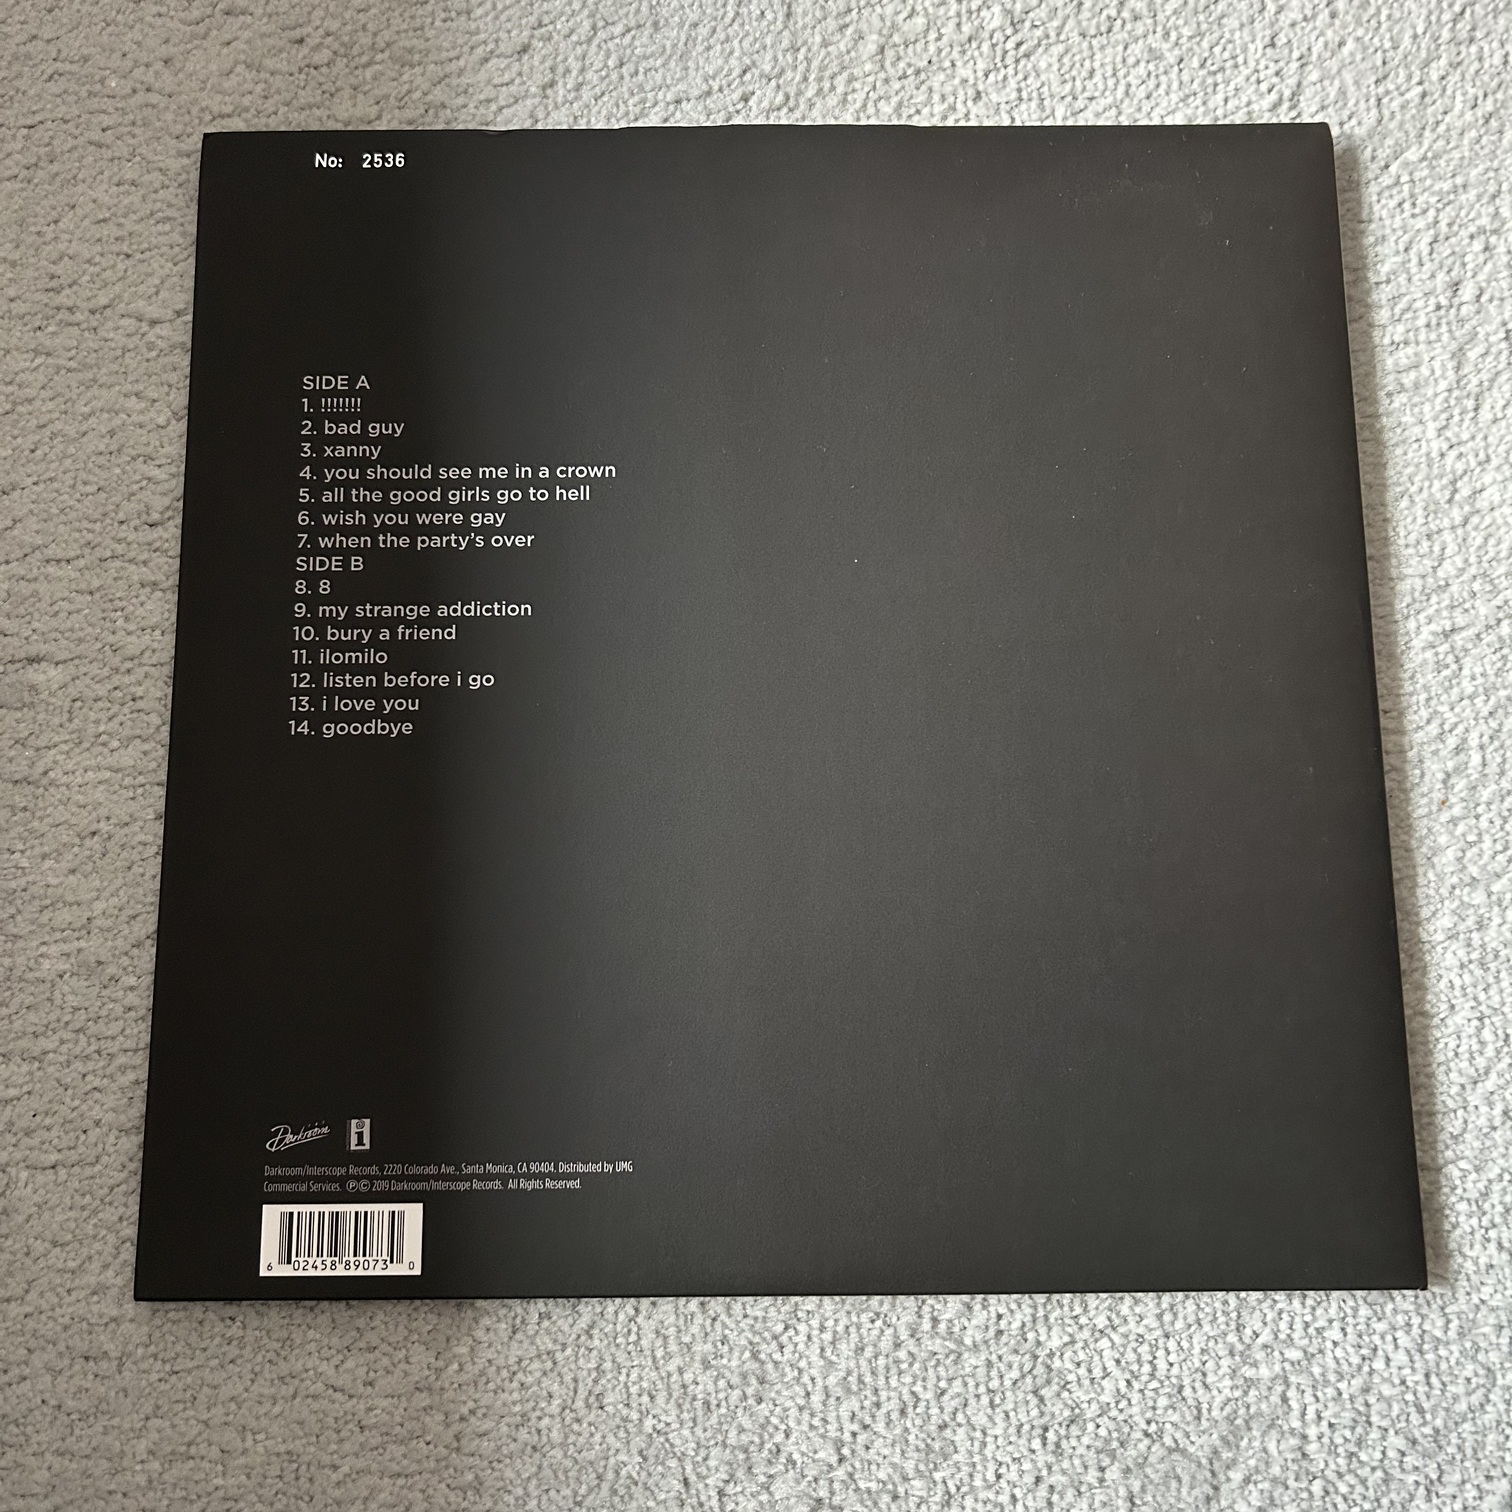 No: 2536
SIDE A
1. !!!!!!!
2. bad guy
3. xanny
4. you should see me in a crown
5. all the good girls go to hell
6. wish you were gay
7. when the party's over
SIDE B
8. 8
9. my strange addiction
10. bury a friend
11. ilomilo
12. listen before i go
13. i love you
14. goodbye
Darkroom i
Darkroom/Interscope Records, 2220 Colorado Ave., Santa Monica, CA 90404. Distributed by UMG
Commercial Services. ℗© 2019 Darkroom/Interscope Records. All Rights Reserved.
6 02458 89073 0